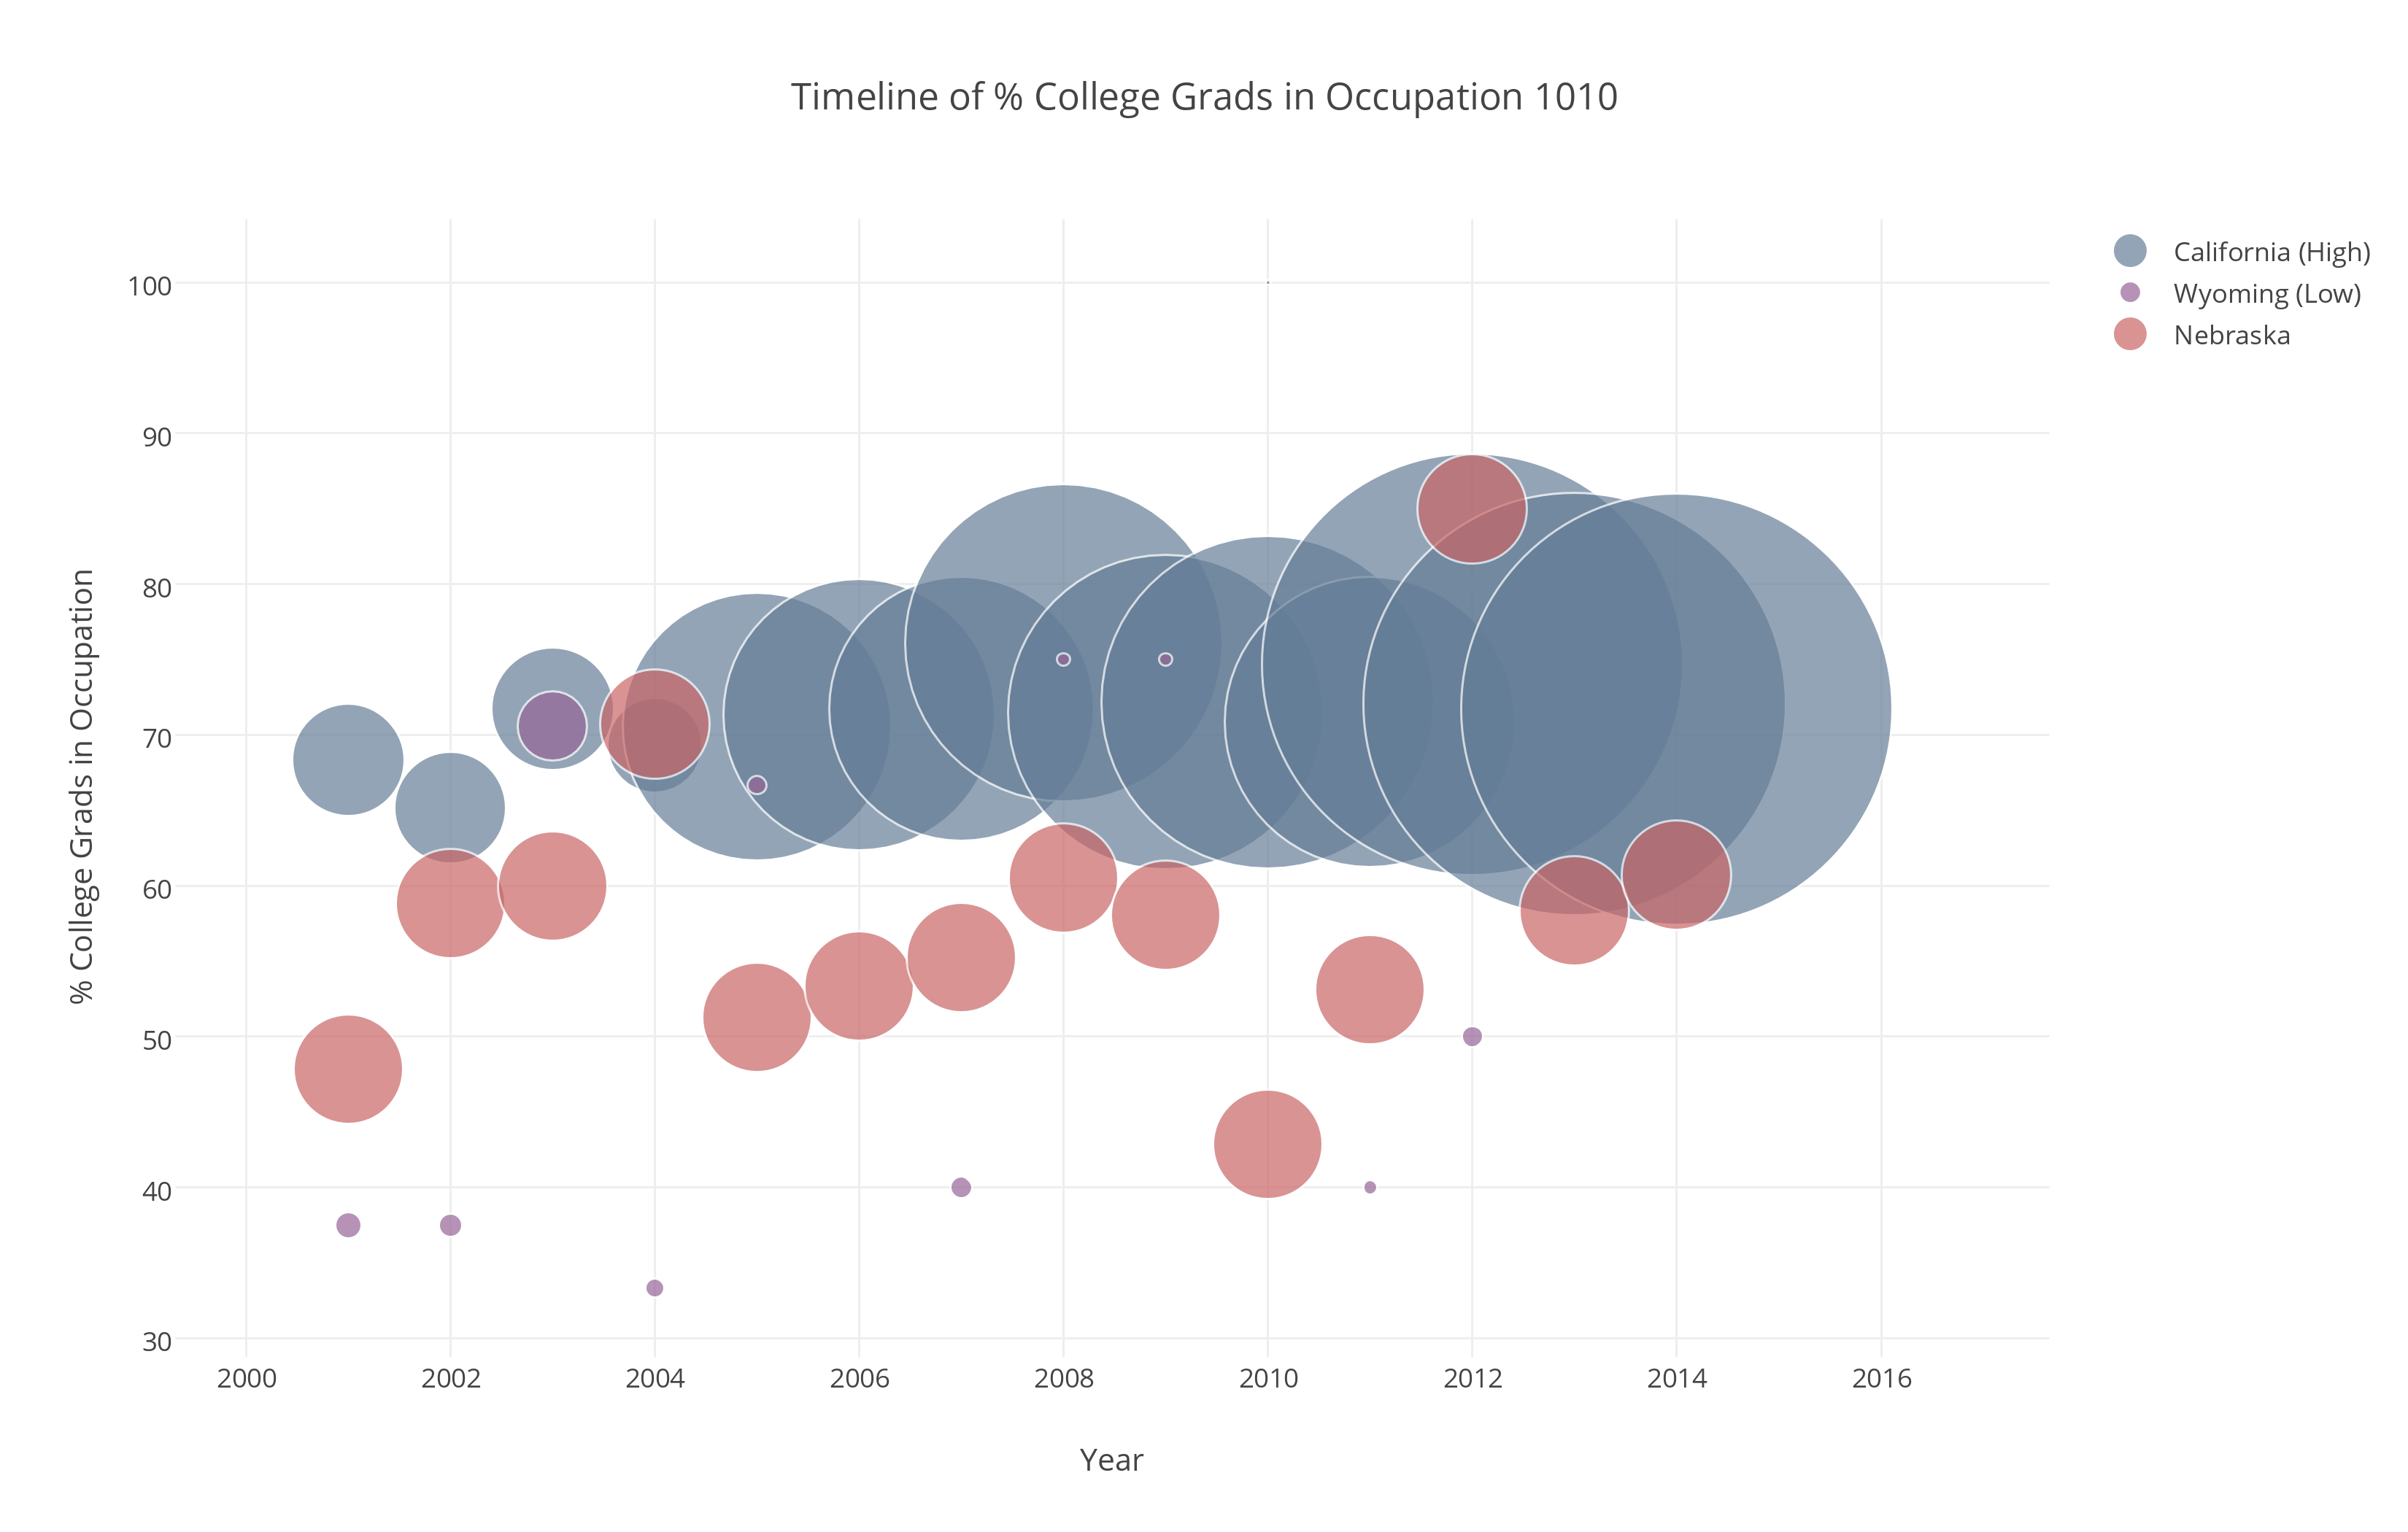 Timeline of % College Grads in Occupation 1010
California (High)
Wyoming (Low)
Nebraska
% College Grads in Occupation
100
90
80
70
60
50
40
30
2000 2002 2004 2006 2008 2010 2012 2014 2016
Year